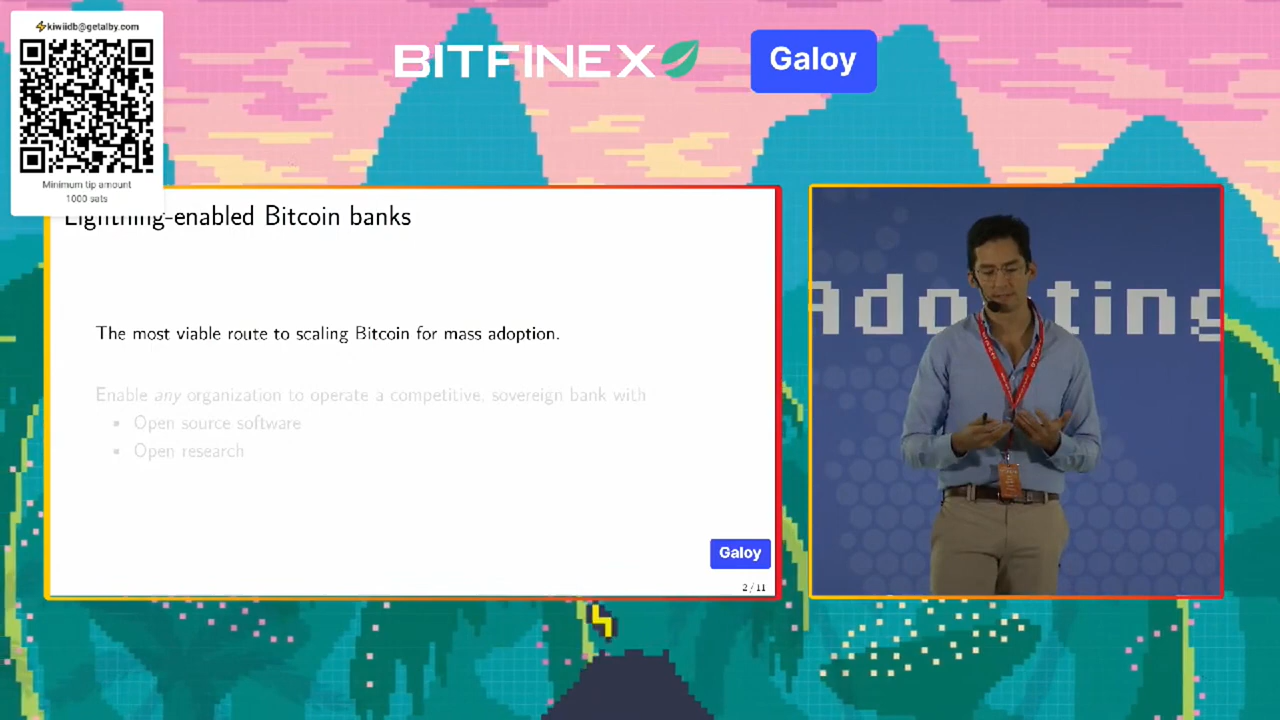 ⚡kiwiidb@getalby.com
Minimum tip amount
1000 sats
BITFINEX
Galoy
Lightning-enabled Bitcoin banks
The most viable route to scaling Bitcoin for mass adoption.
Enable any organization to operate a competitive, sovereign bank with
▪ Open source software
▪ Open research
Galoy
2 / 11
Adopting